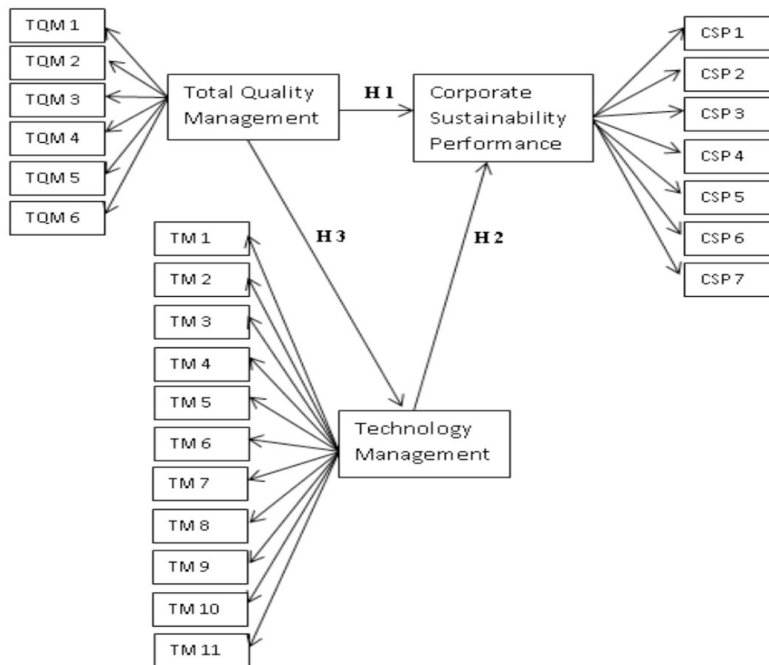 TQM 1
TQM 2
TQM 3
TQM 4
TQM 5
TQM 6
Total Quality
Management
H 1
Corporate
Sustainability
Performance
CSP 1
CSP 2
CSP 3
CSP 4
CSP 5
CSP 6
CSP 7
H 3
H 2
TM 1
TM 2
TM 3
TM 4
TM 5
TM 6
TM 7
TM 8
TM 9
TM 10
TM 11
Technology
Management